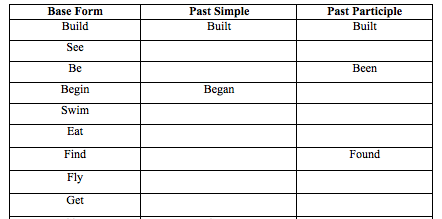 Base Form Past Simple Past Participle
Build Built Built
See
Be Been
Begin Began
Swim
Eat
Find Found
Fly
Get